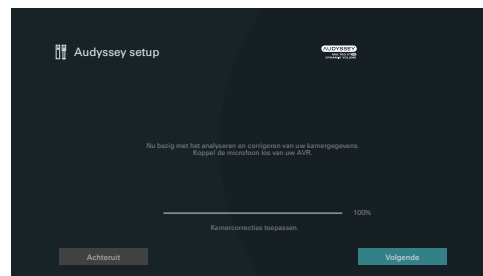 Audyssey setup
AUDYSSEY
Nu bezig met het analyseren en corrigeren van uw kamergegevens.
Koppel de microfoon los van uw AVR.
100%
Kamercorrecties toepassen.
Achteruit
Volgende